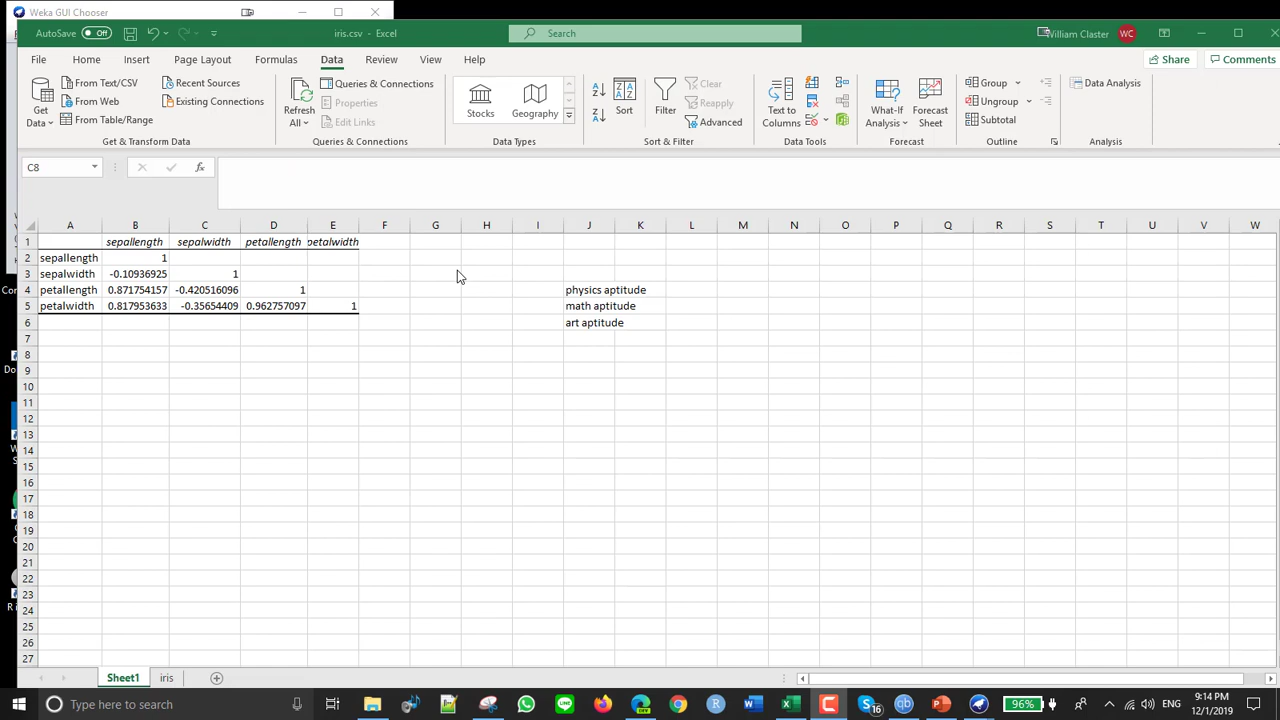 Weka GUI Chooser
AutoSave Off
iris.csv - Excel
Search
William Claster WC
File Home Insert Page Layout Formulas Data Review View Help
Share Comments
Get Data
From Text/CSV
From Web
From Table/Range
Recent Sources
Existing Connections
Get & Transform Data
Refresh All
Queries & Connections
Properties
Edit Links
Queries & Connections
Stocks Geography
Data Types
Sort
Filter
Clear
Reapply
Advanced
Sort & Filter
Text to Columns
Data Tools
What-If Analysis
Forecast Sheet
Forecast
Group
Ungroup
Subtotal
Outline
Data Analysis
Analysis
C8
fx
A B C D E F G H I J K L M N O P Q R S T U V W
1 sepallength sepalwidth petallength petalwidth
2 sepallength 1
3 sepalwidth -0.10936925 1
4 petallength 0.871754157 -0.420516096 1 physics aptitude
5 petalwidth 0.817953633 -0.35654409 0.962757097 1 math aptitude
6 art aptitude
7
8
9
10
11
12
13
14
15
16
17
18
19
20
21
22
23
24
25
26
27
Sheet1 iris
Type here to search
16
96%
9:14 PM
12/1/2019